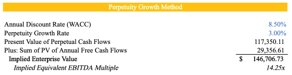 Perpetuity Growth Method
Annual Discount Rate (WACC) 8.50%
Perpetuity Growth Rate 3.00%
Present Value of Perpetual Cash Flows 117,350.11
Plus: Sum of PV of Annual Free Cash Flows 29,356.61
Implied Enterprise Value $ 146,706.73
Implied Equivalent EBITDA Multiple 14.25x